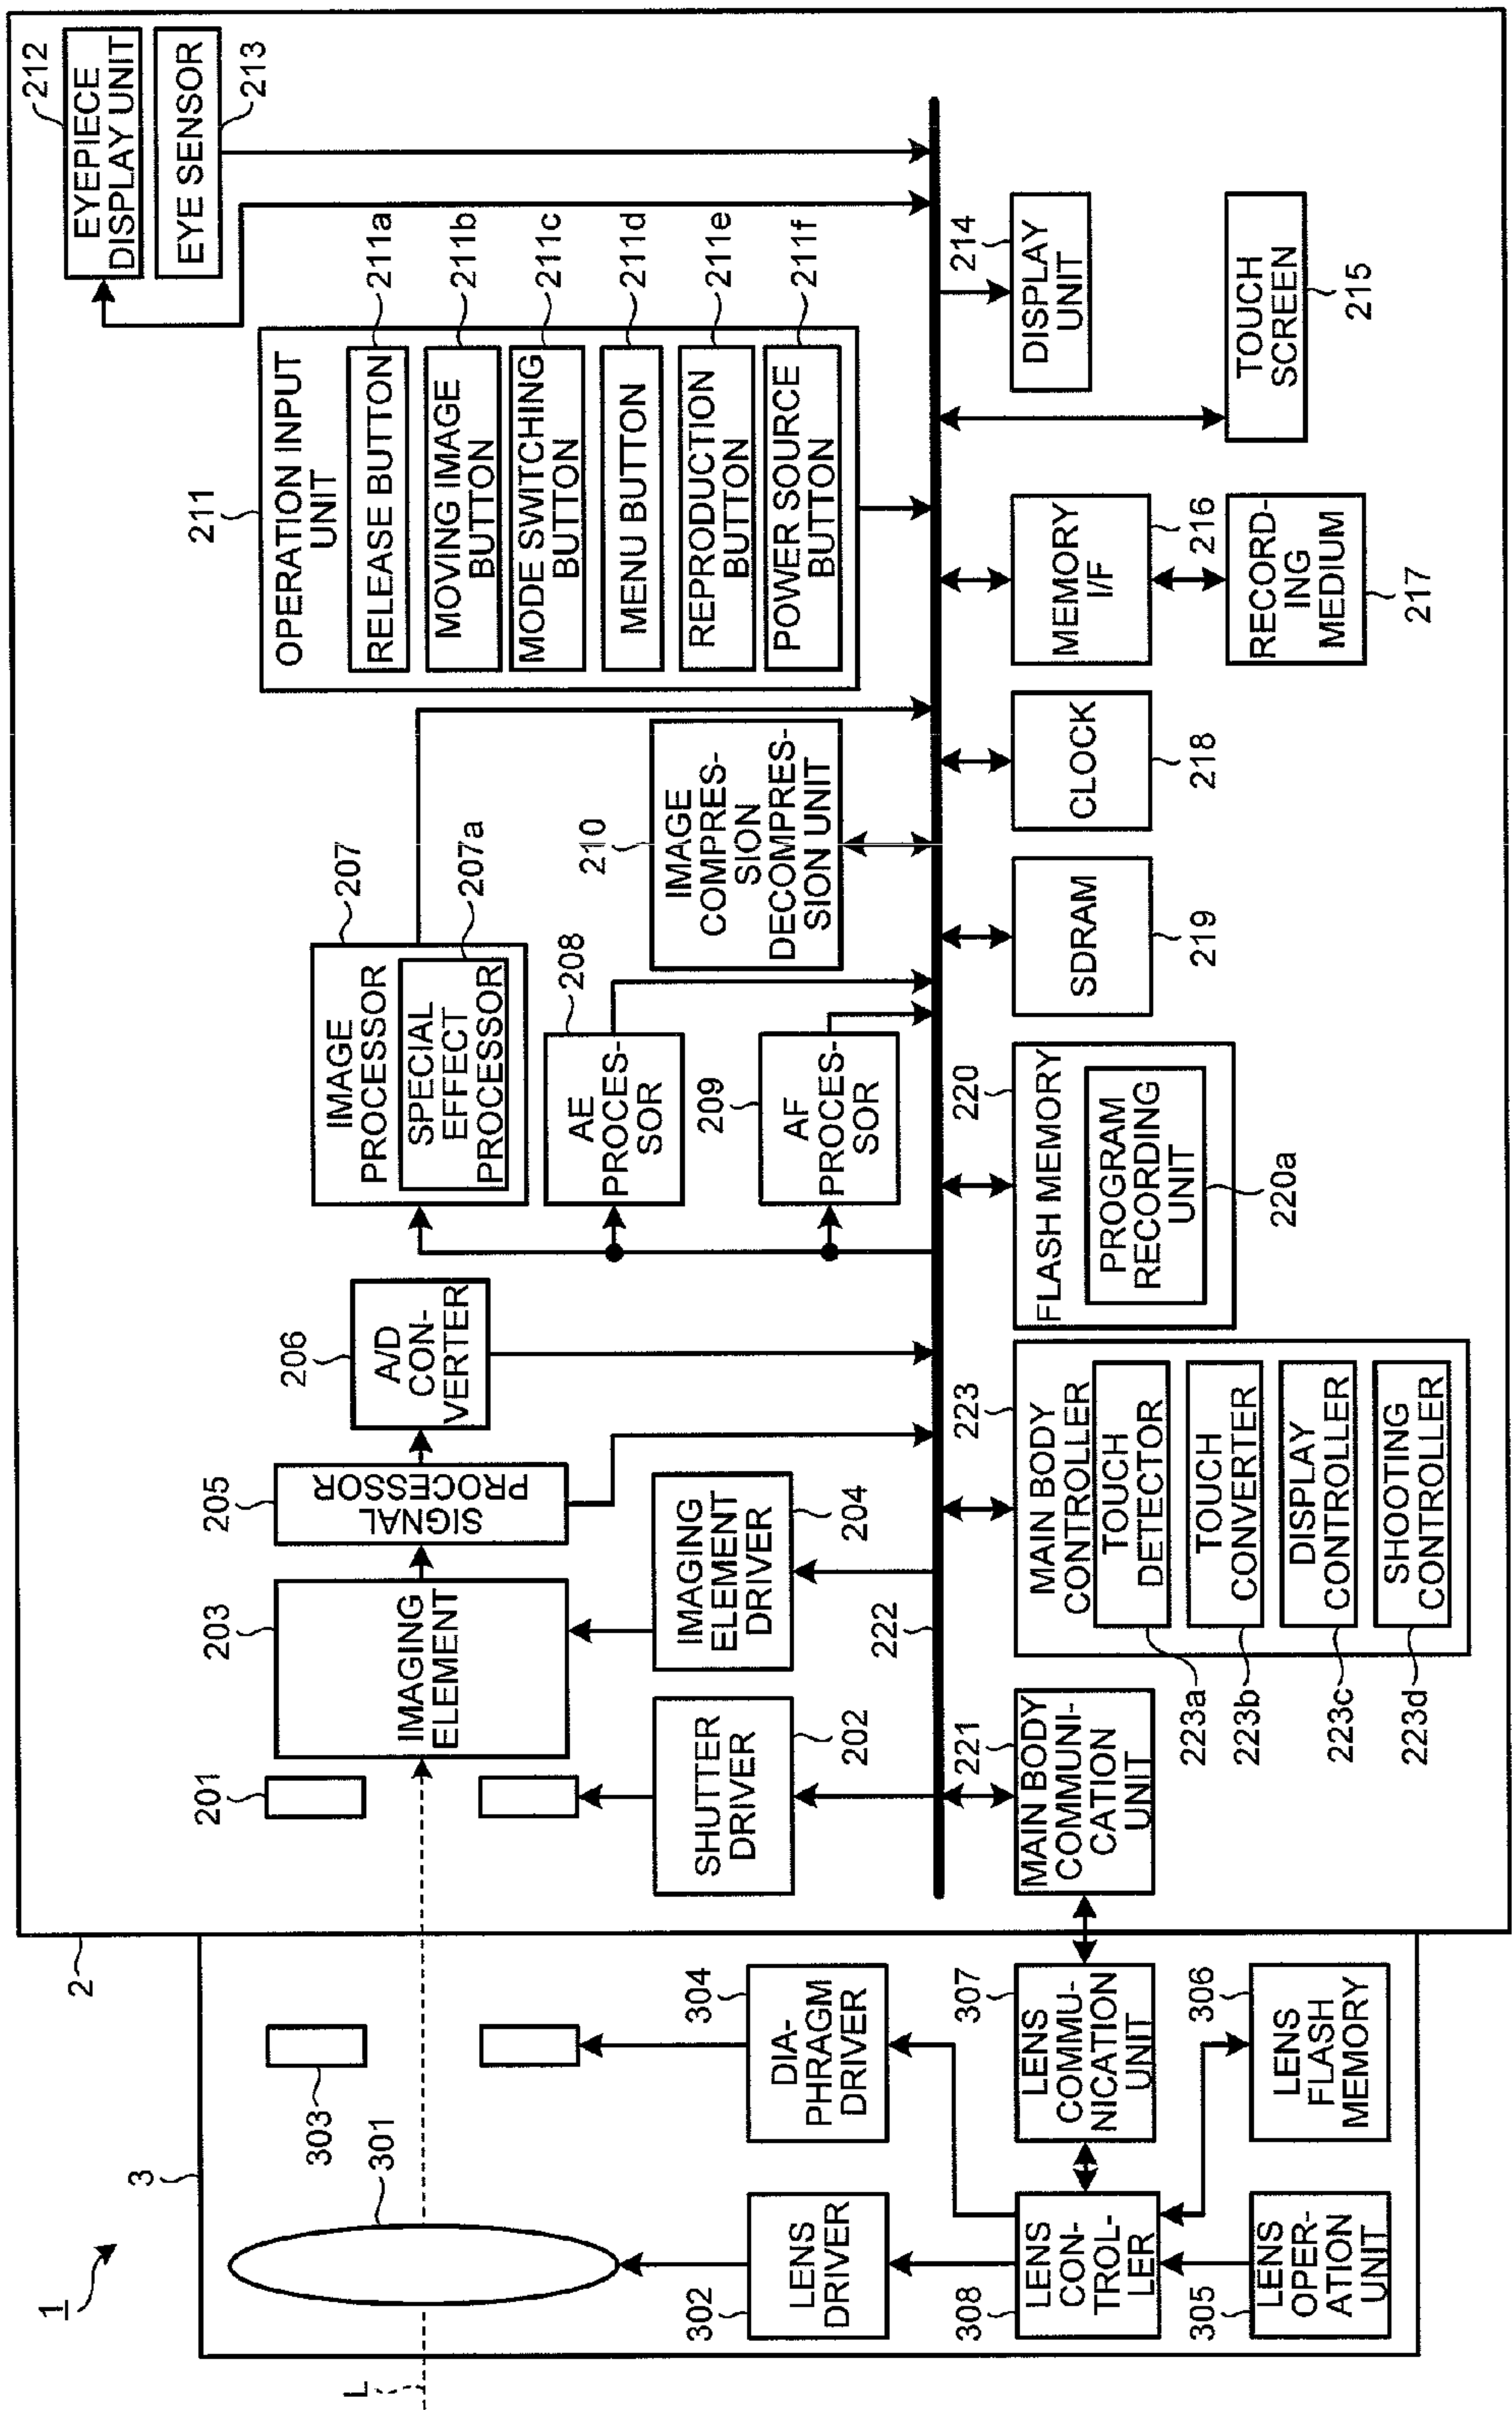 1
3
2
L
301
303
302
LENS
DRIVER
304
DIA-
PHRAGM
DRIVER
308
LENS
CON-
TROL-
LER
307
LENS
COMMU-
NICATION
UNIT
305
LENS
OPER-
ATION
UNIT
306
LENS
FLASH
MEMORY
201
203
IMAGING
ELEMENT
205
SIGNAL
PROCESSOR
206
A/D
CON-
VERTER
SHUTTER
DRIVER
202
IMAGING
ELEMENT
DRIVER
204
207
IMAGE
PROCESSOR
207a
SPECIAL
EFFECT
PROCESSOR
208
AE
PROCES-
SOR
209
AF
PROCES-
SOR
210
IMAGE
COMPRES-
SION
DECOMPRES-
SION UNIT
211
OPERATION INPUT
UNIT
RELEASE BUTTON
211a
MOVING IMAGE
BUTTON
211b
MODE SWITCHING
BUTTON
211c
MENU BUTTON
211d
REPRODUCTION
BUTTON
211e
POWER SOURCE
BUTTON
211f
212
EYEPIECE
DISPLAY UNIT
EYE SENSOR
213
222
221
MAIN BODY
COMMUNI-
CATION
UNIT
223
MAIN BODY
CONTROLLER
TOUCH
DETECTOR
223a
TOUCH
CONVERTER
223b
DISPLAY
CONTROLLER
223c
SHOOTING
CONTROLLER
223d
220
FLASH MEMORY
PROGRAM
RECORDING
UNIT
220a
SDRAM
219
CLOCK
218
MEMORY
I/F
216
RECORD-
ING
MEDIUM
217
214
DISPLAY
UNIT
TOUCH
SCREEN
215